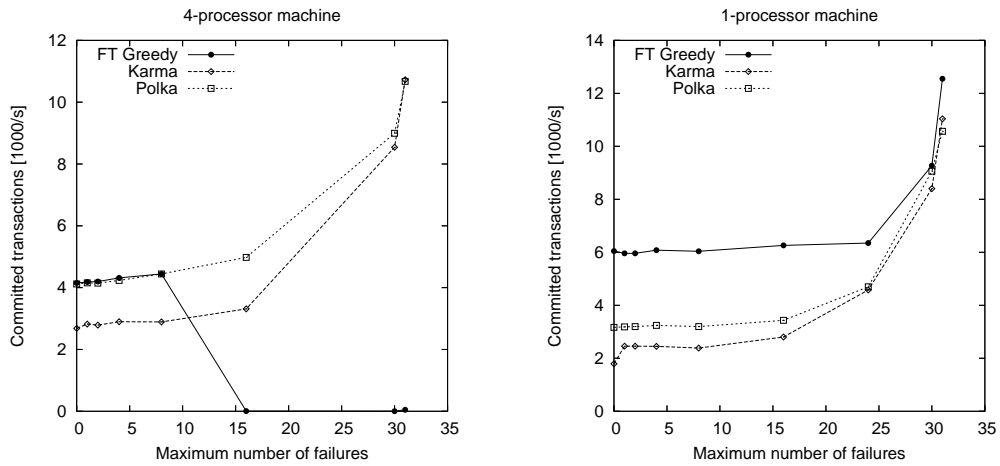 4-processor machine
12
10
8
6
4
2
0
0 5 10 15 20 25 30 35
Committed transactions [1000/s]
Maximum number of failures
FT Greedy
Karma
Polka
1-processor machine
14
12
10
8
6
4
2
0
0 5 10 15 20 25 30 35
Committed transactions [1000/s]
Maximum number of failures
FT Greedy
Karma
Polka